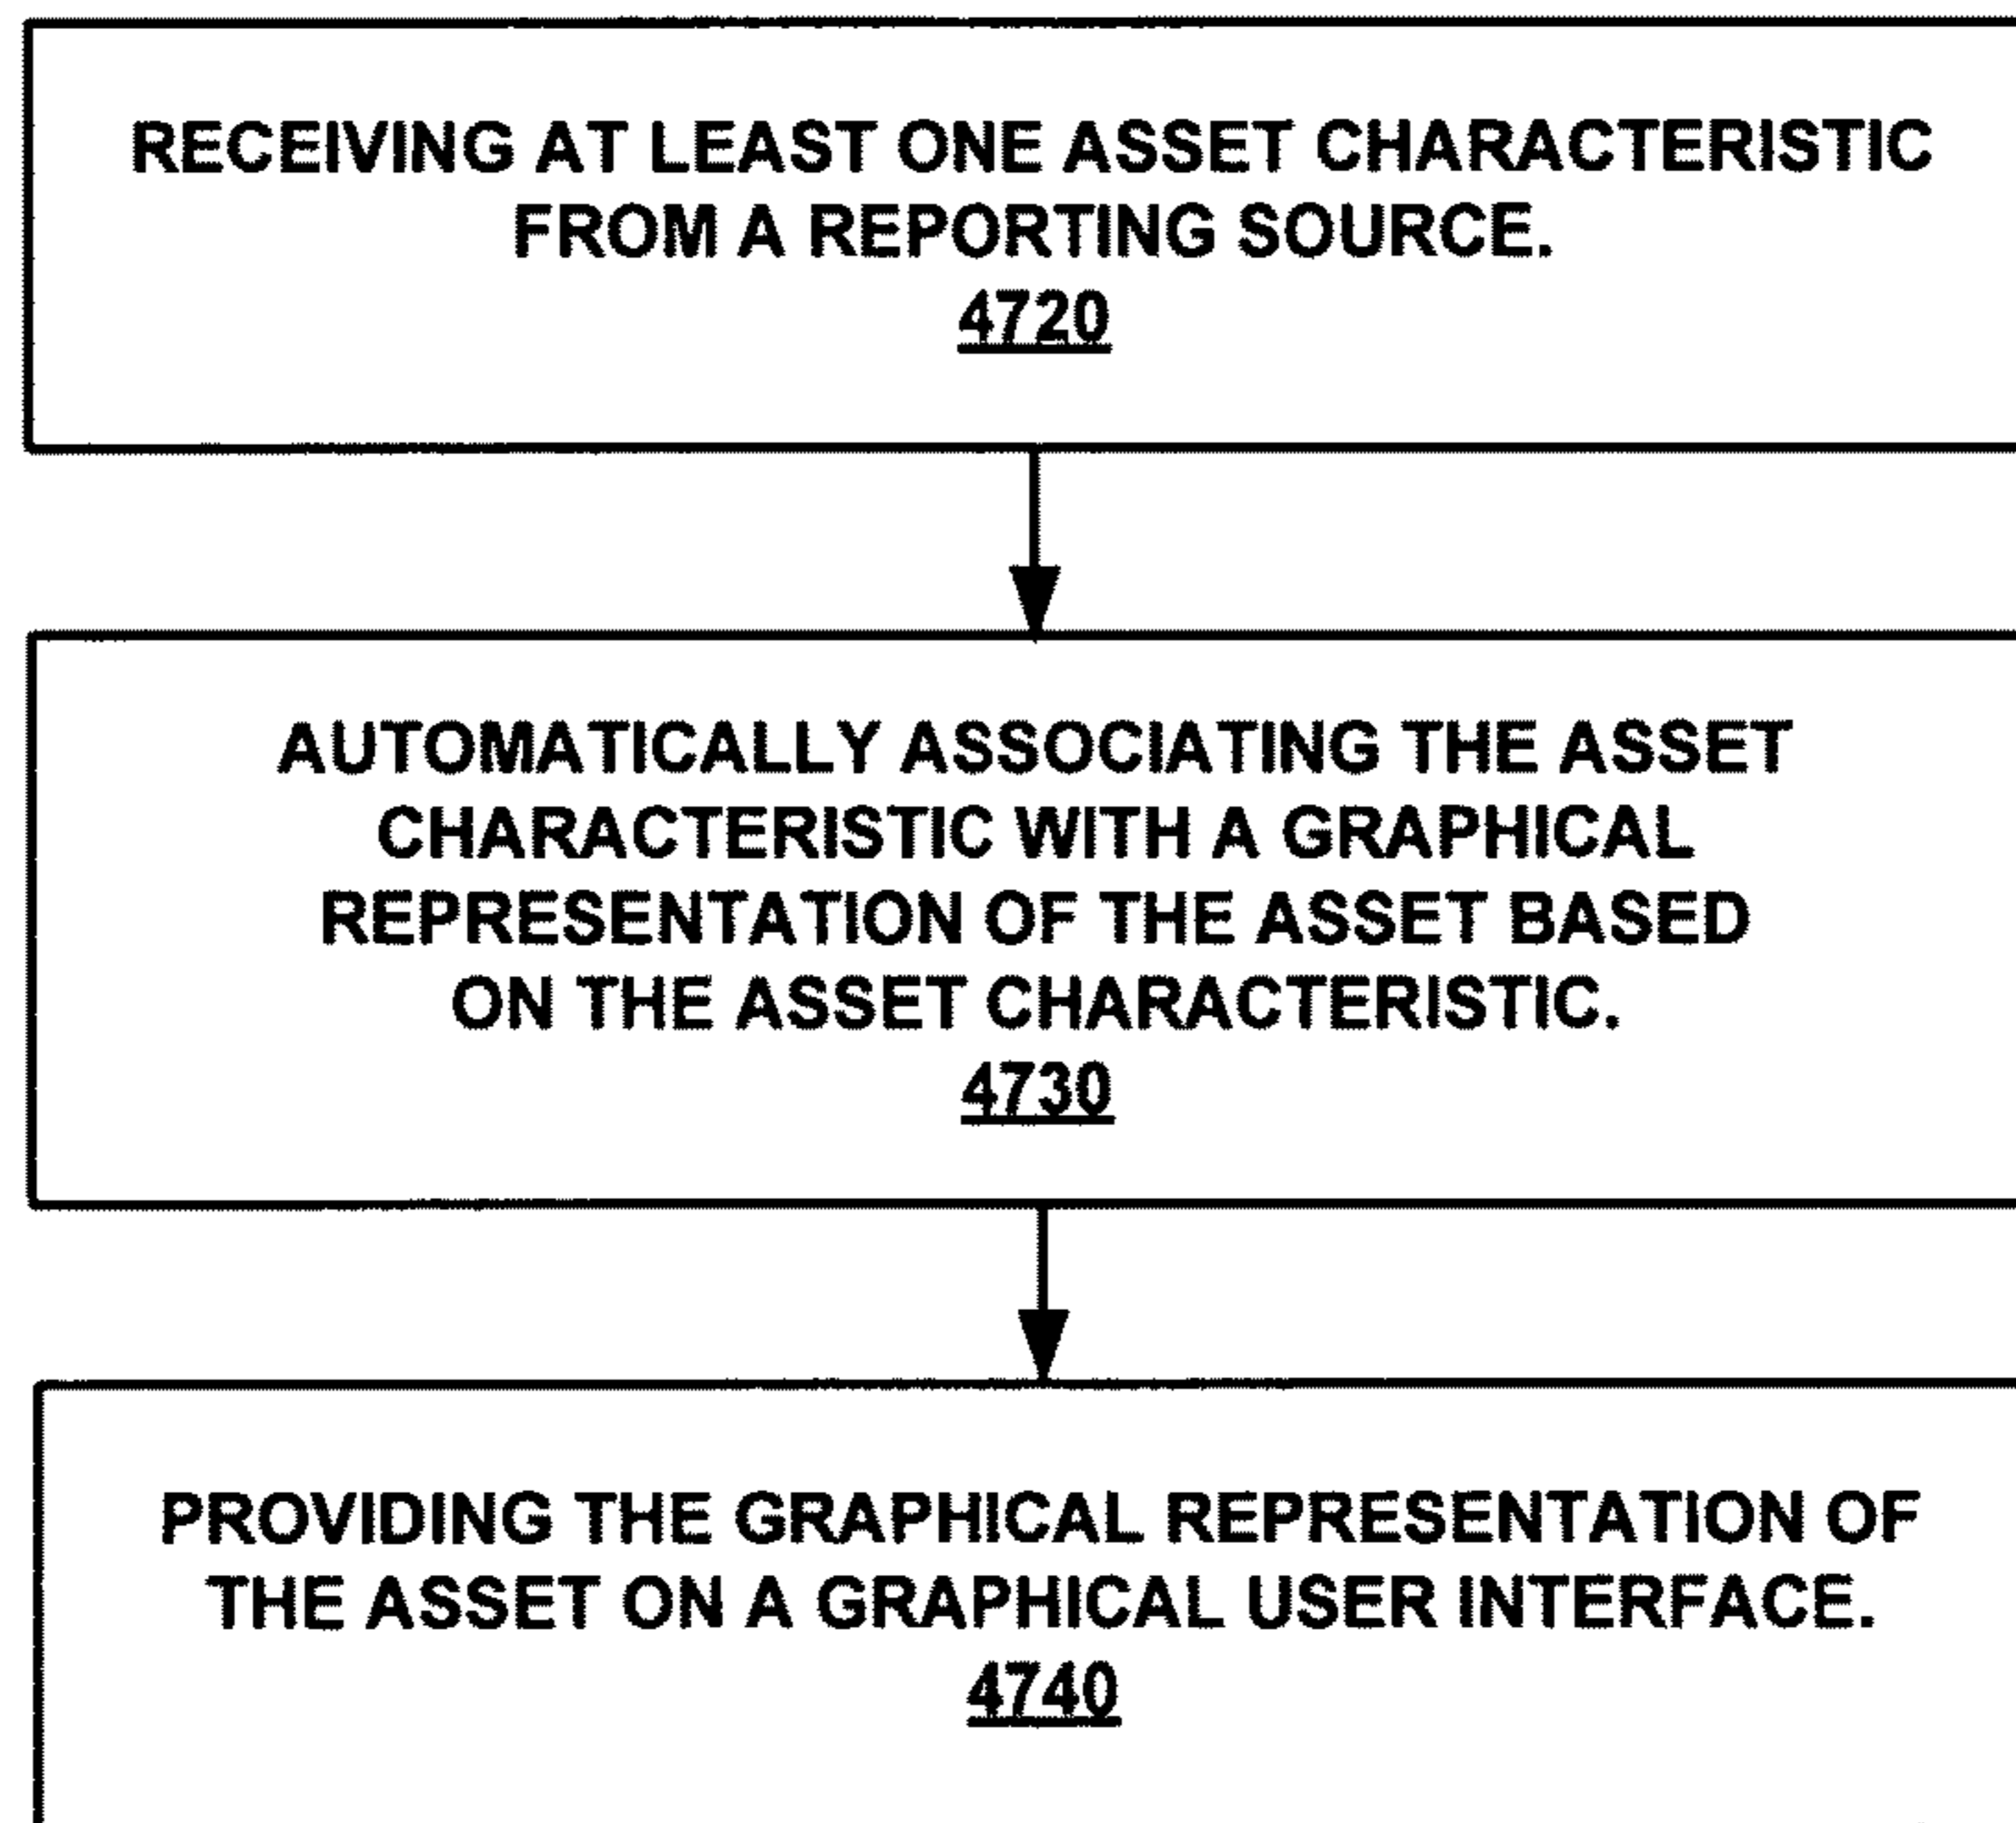 RECEIVING AT LEAST ONE ASSET CHARACTERISTIC
FROM A REPORTING SOURCE.
4720
AUTOMATICALLY ASSOCIATING THE ASSET
CHARACTERISTIC WITH A GRAPHICAL
REPRESENTATION OF THE ASSET BASED
ON THE ASSET CHARACTERISTIC.
4730
PROVIDING THE GRAPHICAL REPRESENTATION OF
THE ASSET ON A GRAPHICAL USER INTERFACE.
4740